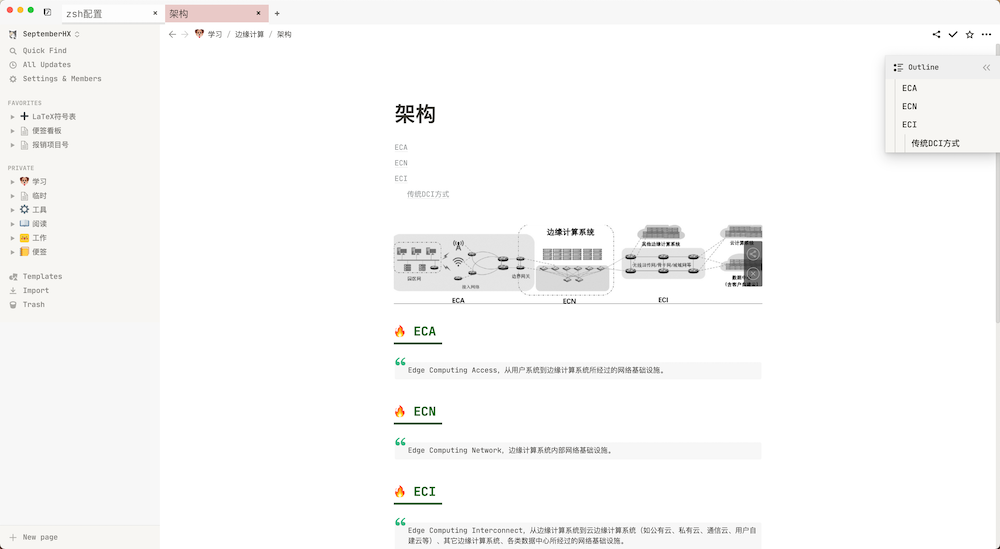 zsh配置
架构
SeptemberHX
Quick Find
All Updates
Settings & Members
FAVORITES
LaTeX符号表
便签看板
报销项目号
PRIVATE
学习
临时
工具
阅读
工作
便签
Templates
Import
Trash
New page
学习 / 边缘计算 / 架构
Outline
ECA
ECN
ECI
传统DCI方式
架构
ECA
ECN
ECI
传统DCI方式
边缘计算系统
其他边缘计算系统
云计算系统
园区网
接入网络
边界网关
ECA
ECN
ECI
ECA
Edge Computing Access，从用户系统到边缘计算系统所经过的网络基础设施。
ECN
Edge Computing Network，边缘计算系统内部网络基础设施。
ECI
Edge Computing Interconnect，从边缘计算系统到云边缘计算系统（如公有云、私有云、通信云、用户自
建云等）、其它边缘计算系统、各类数据中心所经过的网络基础设施。